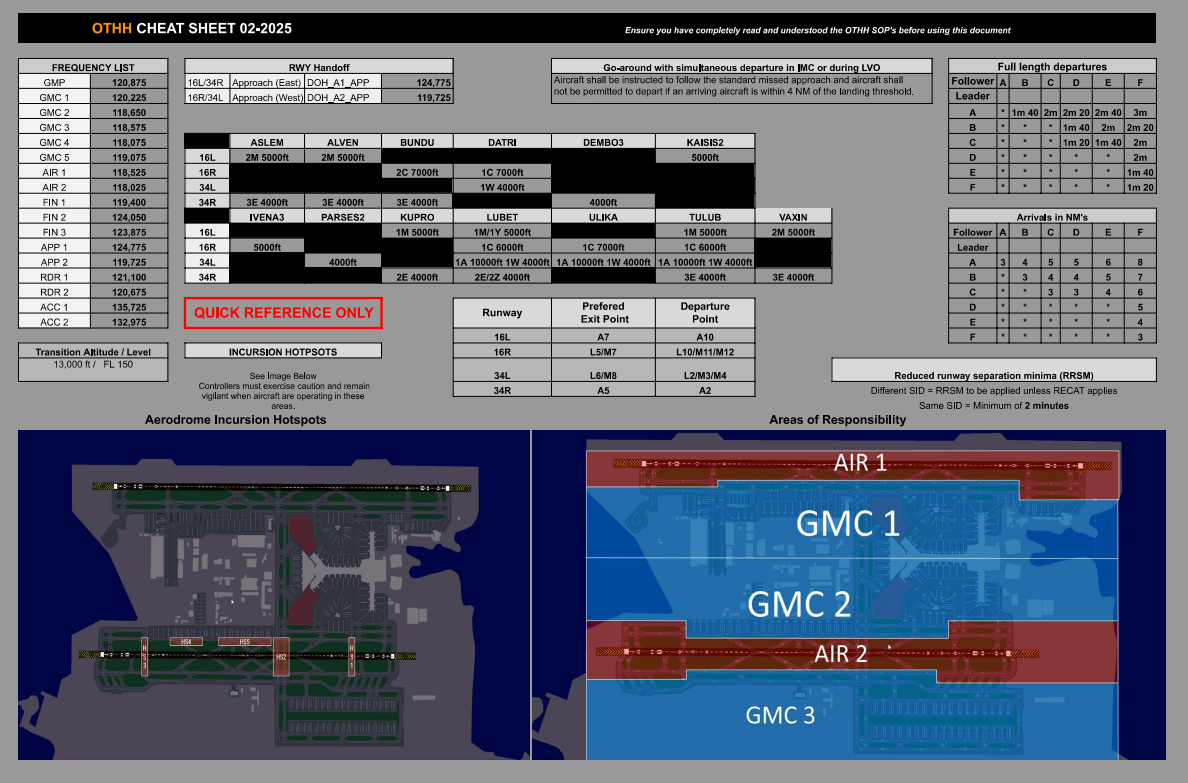 OTHH CHEAT SHEET 02-2025
Ensure you have completely read and understood the OTHH SOP's before using this document
FREQUENCY LIST
GMP 120,875
GMC 1 120,225
GMC 2 118,650
GMC 3 118,575
GMC 4 118,075
GMC 5 119,075
AIR 1 118,525
AIR 2 118,025
FIN 1 119,400
FIN 2 124,050
FIN 3 123,875
APP 1 124,775
APP 2 119,725
RDR 1 121,100
RDR 2 120,675
ACC 1 135,725
ACC 2 132,975
Transition Altitude / Level
13,000 ft / FL 150
RWY Handoff
16L/34R Approach (East) DOH_A1_APP 124,775
16R/34L Approach (West) DOH_A2_APP 119,725
Go-around with simultaneous departure in IMC or during LVO
Aircraft shall be instructed to follow the standard missed approach and aircraft shall
not be permitted to depart if an arriving aircraft is within 4 NM of the landing threshold.
ASLEM ALVEN BUNDU DATRI DEMBO3 KAISIS2
16L 2M 5000ft 2M 5000ft 5000ft
16R 2C 7000ft 1C 7000ft
34L 1W 4000ft
34R 3E 4000ft 3E 4000ft 3E 4000ft 4000ft
IVENA3 PARSES2 KUPRO LUBET ULIKA TULUB VAXIN
16L 1M 5000ft 1M/1Y 5000ft 1M 5000ft 2M 5000ft
16R 5000ft 1C 6000ft 1C 7000ft 1C 6000ft
34L 4000ft 1A 10000ft 1W 4000ft 1A 10000ft 1W 4000ft 1A 10000ft 1W 4000ft
34R 2E 4000ft 2E/2Z 4000ft 3E 4000ft 3E 4000ft
QUICK REFERENCE ONLY
INCURSION HOTPSOTS
See Image Below
Controllers must exercise caution and remain
vigilant when aircraft are operating in these
areas.
Runway Prefered Exit Point Departure Point
16L A7 A10
16R L5/M7 L10/M11/M12
34L L6/M8 L2/M3/M4
34R A5 A2
Full length departures
Follower A B C D E F
Leader
A * 1m 40 2m 2m 20 2m 40 3m
B * * * 1m 40 2m 2m 20
C * * * 1m 20 1m 40 2m
D * * * * * 2m
E * * * * * 1m 40
F * * * * * 1m 20
Arrivals in NM's
Follower A B C D E F
Leader
A 3 4 5 5 6 8
B * 3 4 4 5 7
C * * 3 3 4 6
D * * * * * 5
E * * * * * 4
F * * * * * 3
Reduced runway separation minima (RRSM)
Different SID = RRSM to be applied unless RECAT applies
Same SID = Minimum of 2 minutes
Aerodrome Incursion Hotspots
HS4
HS5
HS3
HS2
HS1
Areas of Responsibility
AIR 1
GMC 1
GMC 2
AIR 2
GMC 3